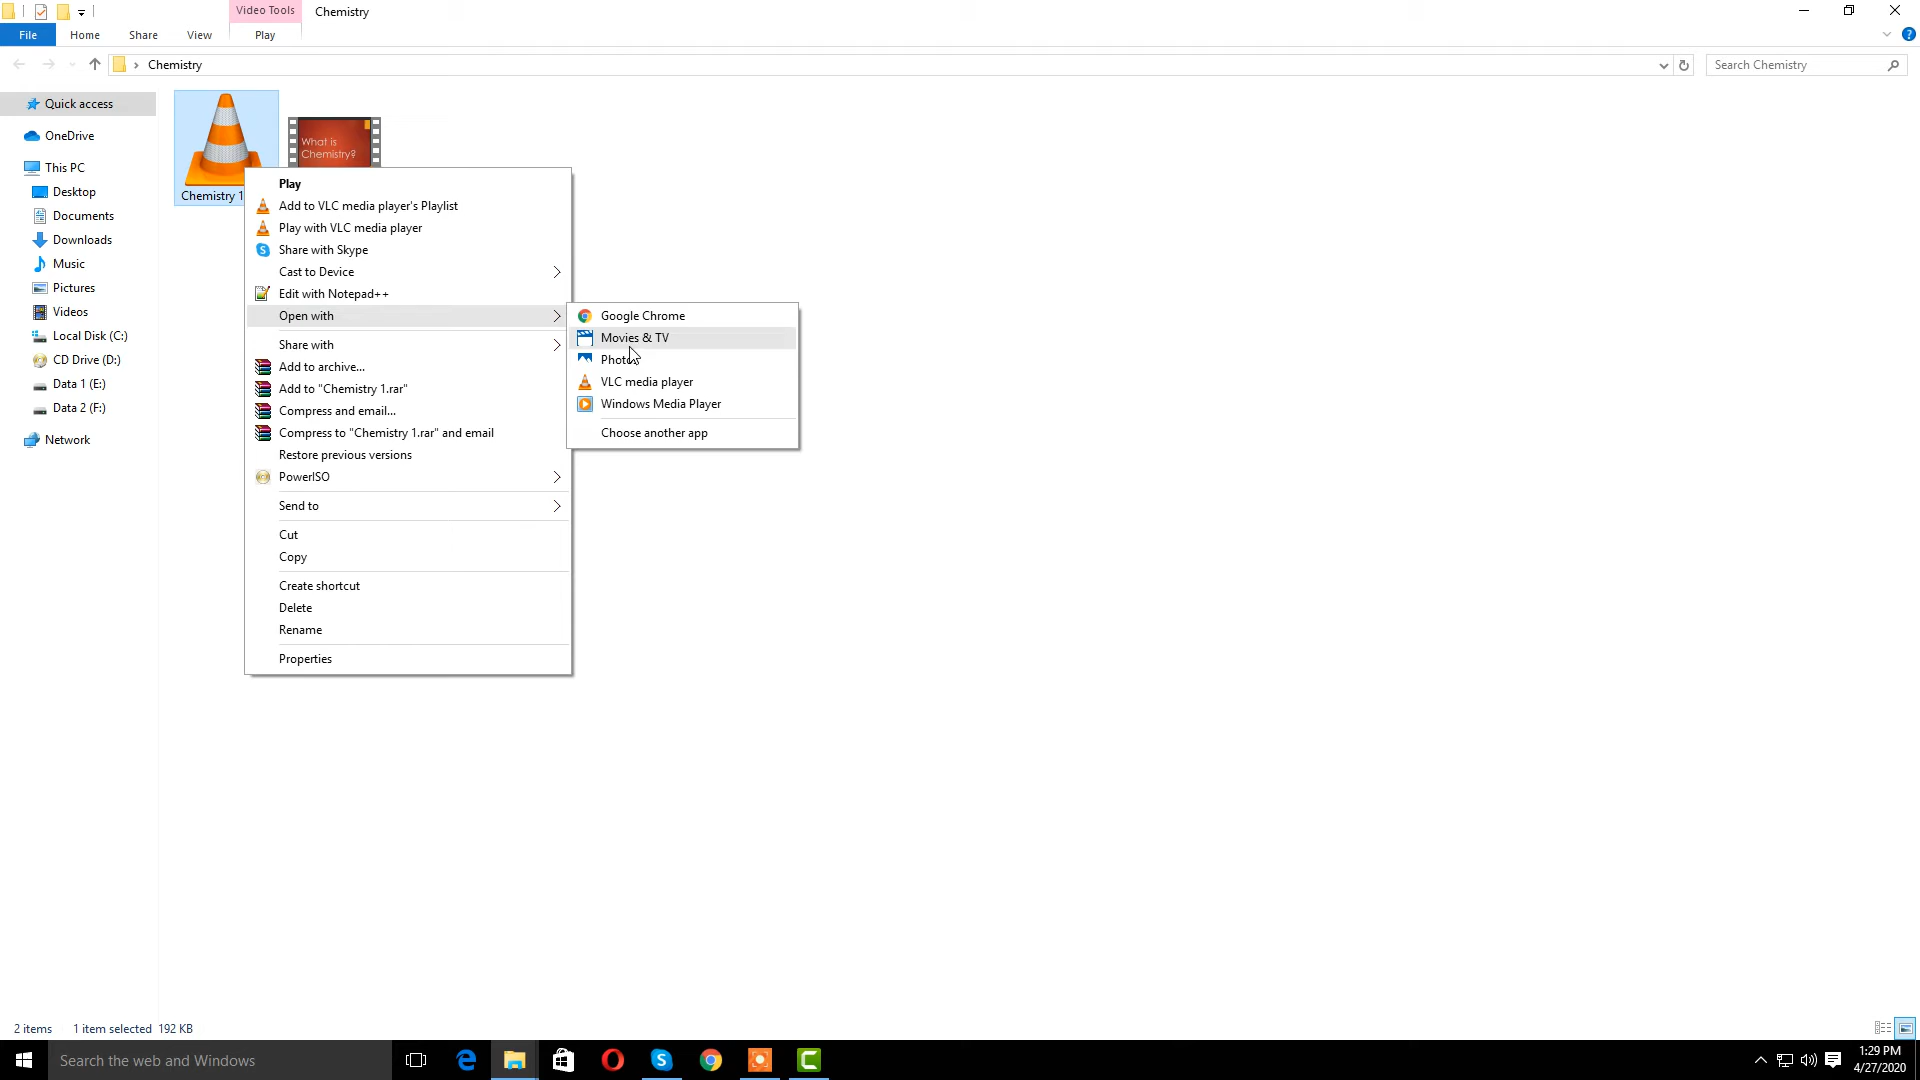 Video Tools
Chemistry
File
Home
Share
View
Play
Chemistry
Search Chemistry
Quick access
OneDrive
This PC
Desktop
Documents
Downloads
Music
Pictures
Videos
Local Disk (C:)
CD Drive (D:)
Data 1 (E:)
Data 2 (F:)
Network
What is
Chemistry?
Chemistry 1
Play
Add to VLC media player's Playlist
Play with VLC media player
Share with Skype
Cast to Device
Edit with Notepad++
Open with
Share with
Add to archive...
Add to "Chemistry 1.rar"
Compress and email...
Compress to "Chemistry 1.rar" and email
Restore previous versions
PowerISO
Send to
Cut
Copy
Create shortcut
Delete
Rename
Properties
Google Chrome
Movies & TV
Photos
VLC media player
Windows Media Player
Choose another app
2 items
1 item selected 192 KB
Search the web and Windows
1:29 PM
4/27/2020